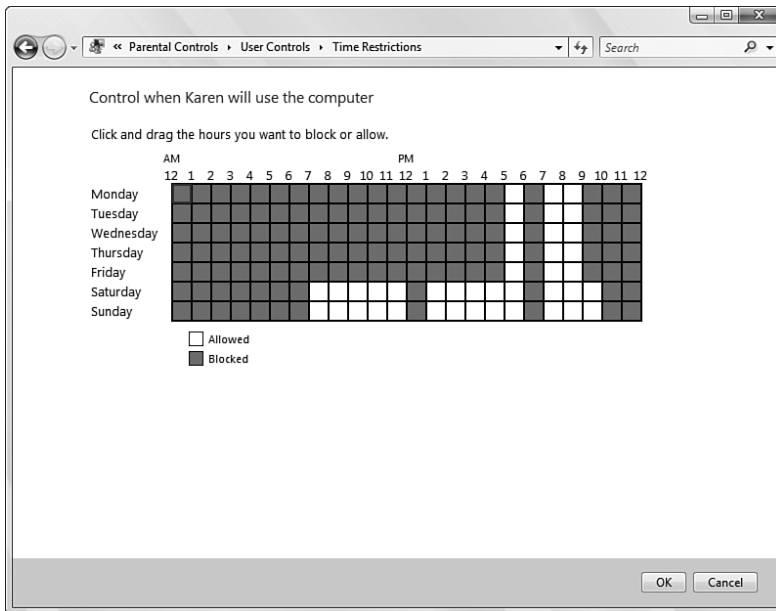 « Parental Controls ▸ User Controls ▸ Time Restrictions
Search
Control when Karen will use the computer
Click and drag the hours you want to block or allow.
AM PM
12 1 2 3 4 5 6 7 8 9 10 11 12 1 2 3 4 5 6 7 8 9 10 11 12
Monday
Tuesday
Wednesday
Thursday
Friday
Saturday
Sunday
Allowed
Blocked
OK Cancel